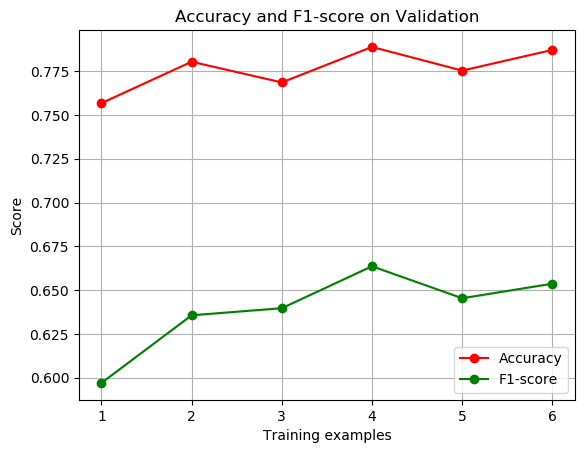 Accuracy and F1-score on Validation
0.775
0.750
0.725
0.700
0.675
0.650
0.625
0.600
Score
1 2 3 4 5 6
Training examples
Accuracy
F1-score